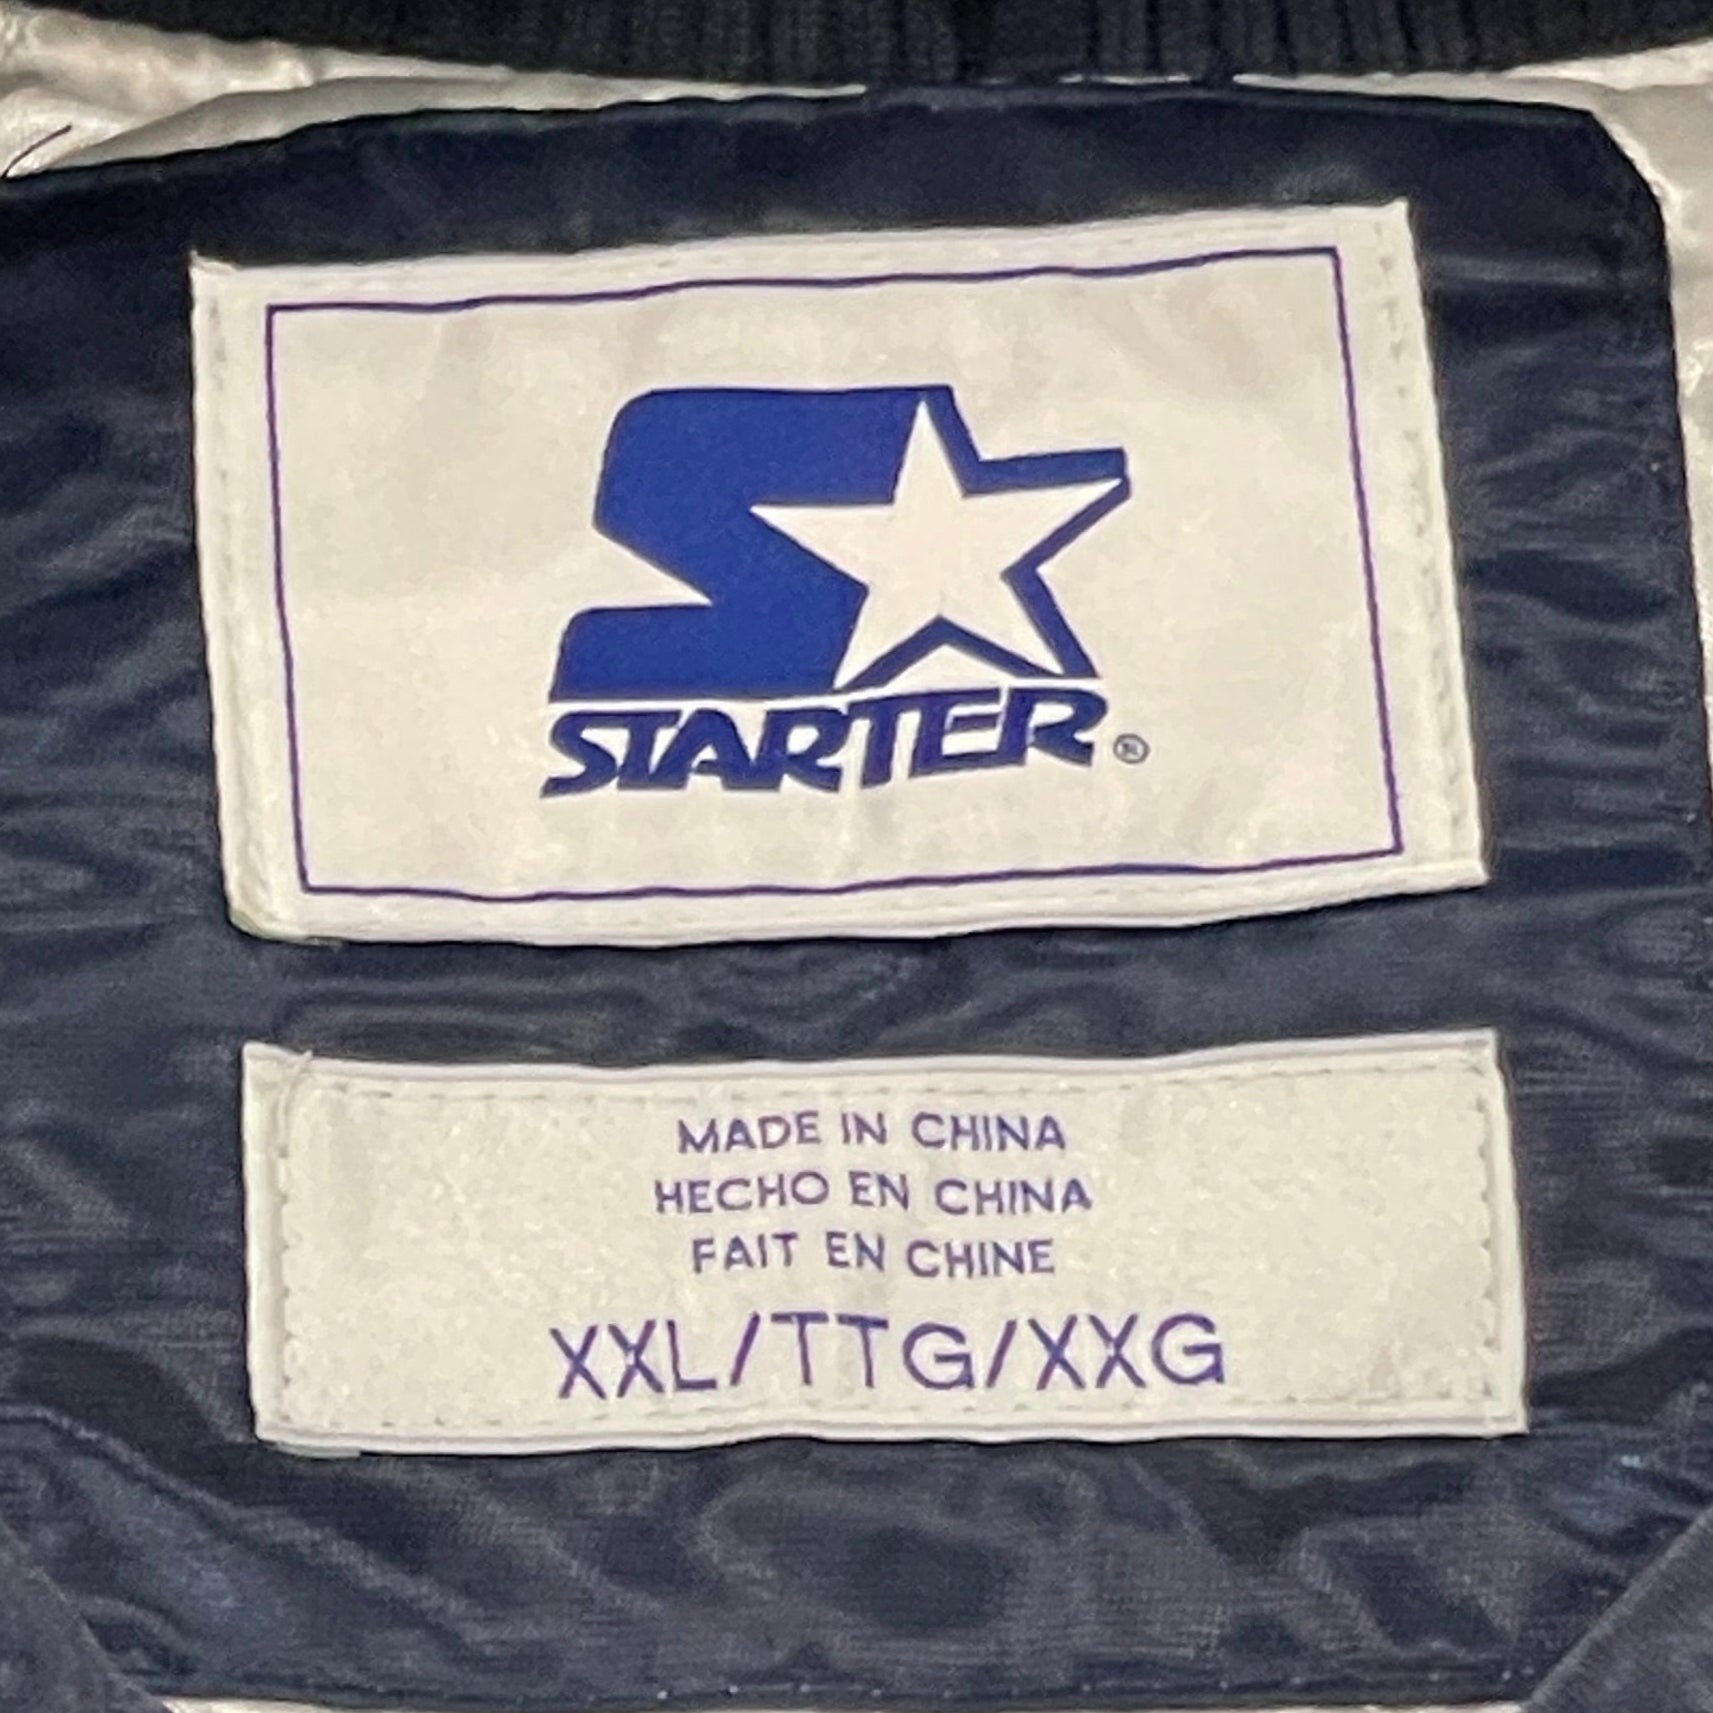 STARTER®
MADE IN CHINA
HECHO EN CHINA
FAIT EN CHINE
XXL/TTG/XXG